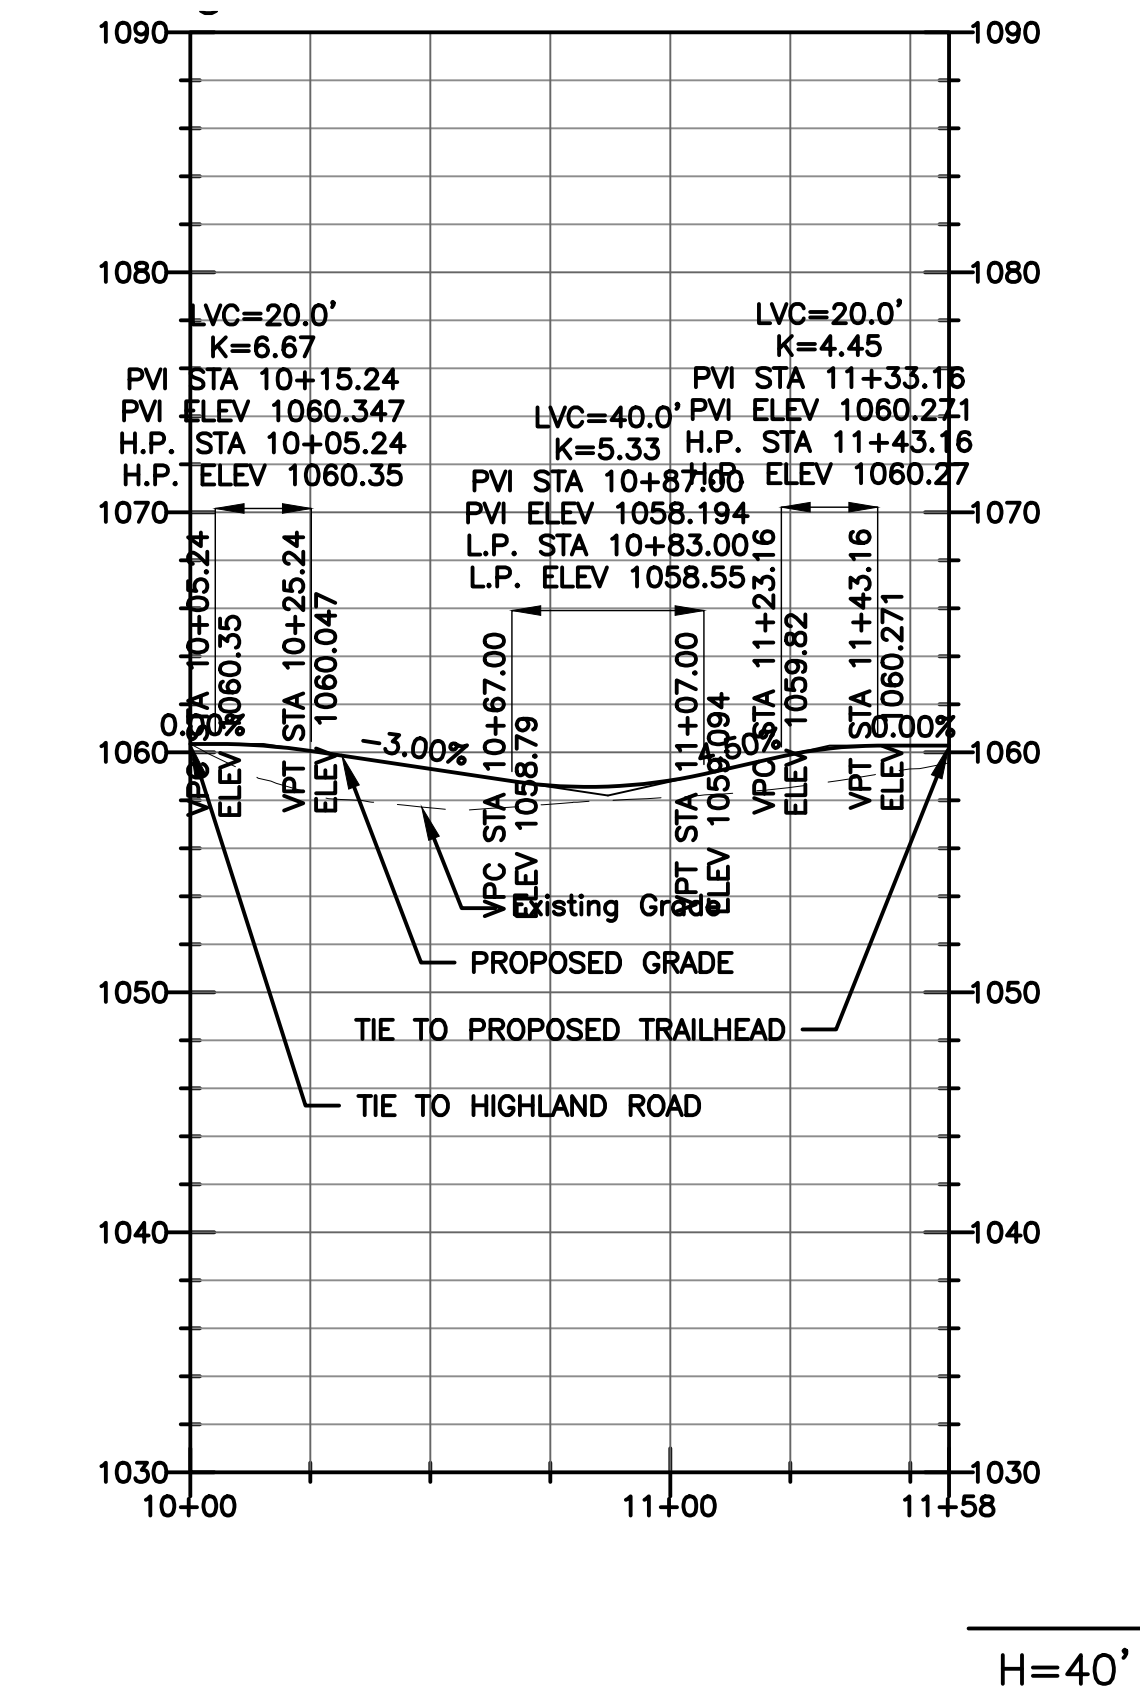 1090 1090
1080 1080
LVC=20.0'
K=6.67
PVI STA 10+15.24
PVI ELEV 1060.347
H.P. STA 10+05.24
H.P. ELEV 1060.35
LVC=40.0'
K=5.33
PVI STA 10+87.00
PVI ELEV 1058.194
L.P. STA 10+83.00
L.P. ELEV 1058.55
LVC=20.0'
K=4.45
PVI STA 11+33.16
PVI ELEV 1060.271
H.P. STA 11+43.16
H.P. ELEV 1060.27
1070 1070
VPC STA 10+05.24
ELEV 1060.35
VPT STA 10+25.24
ELEV 1060.047
VPC STA 10+67.00
ELEV 1058.79
VPT STA 11+07.00
ELEV 1059.094
VPC STA 11+23.16
ELEV 1059.82
VPT STA 11+43.16
ELEV 1060.271
0.00%
-3.00%
4.50%
0.00%
1060 1060
Existing Grade
PROPOSED GRADE
1050 1050
TIE TO PROPOSED TRAILHEAD
TIE TO HIGHLAND ROAD
1040 1040
1030 1030
10+00 11+00 11+58
H=40'